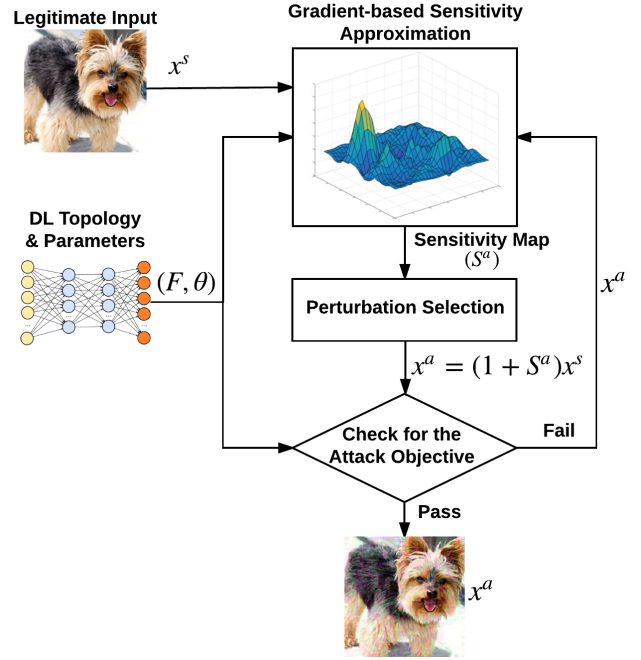 Legitimate Input
Gradient-based Sensitivity
Approximation
x^s
DL Topology
& Parameters
(F, θ)
...
...
...
...
Sensitivity Map
(S^a)
x^a
Perturbation Selection
x^a = (1 + S^a)x^s
Check for the
Attack Objective
Fail
Pass
x^a